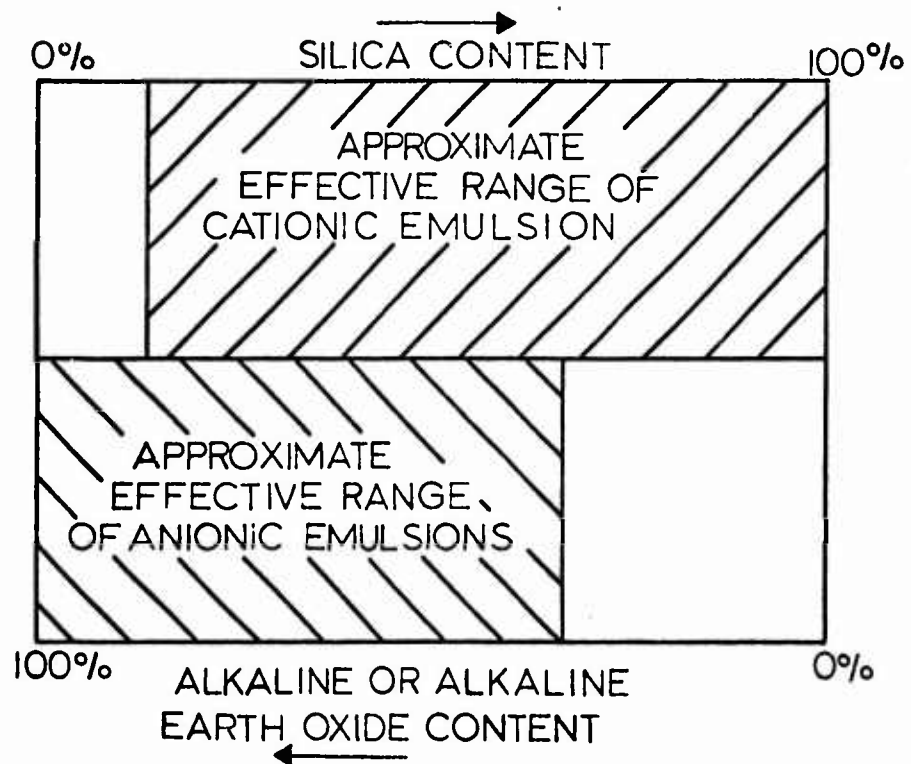 SILICA CONTENT
0% 100%
APPROXIMATE
EFFECTIVE RANGE OF
CATIONIC EMULSION
APPROXIMATE
EFFECTIVE RANGE
OF ANIONIC EMULSIONS
100% 0%
ALKALINE OR ALKALINE
EARTH OXIDE CONTENT